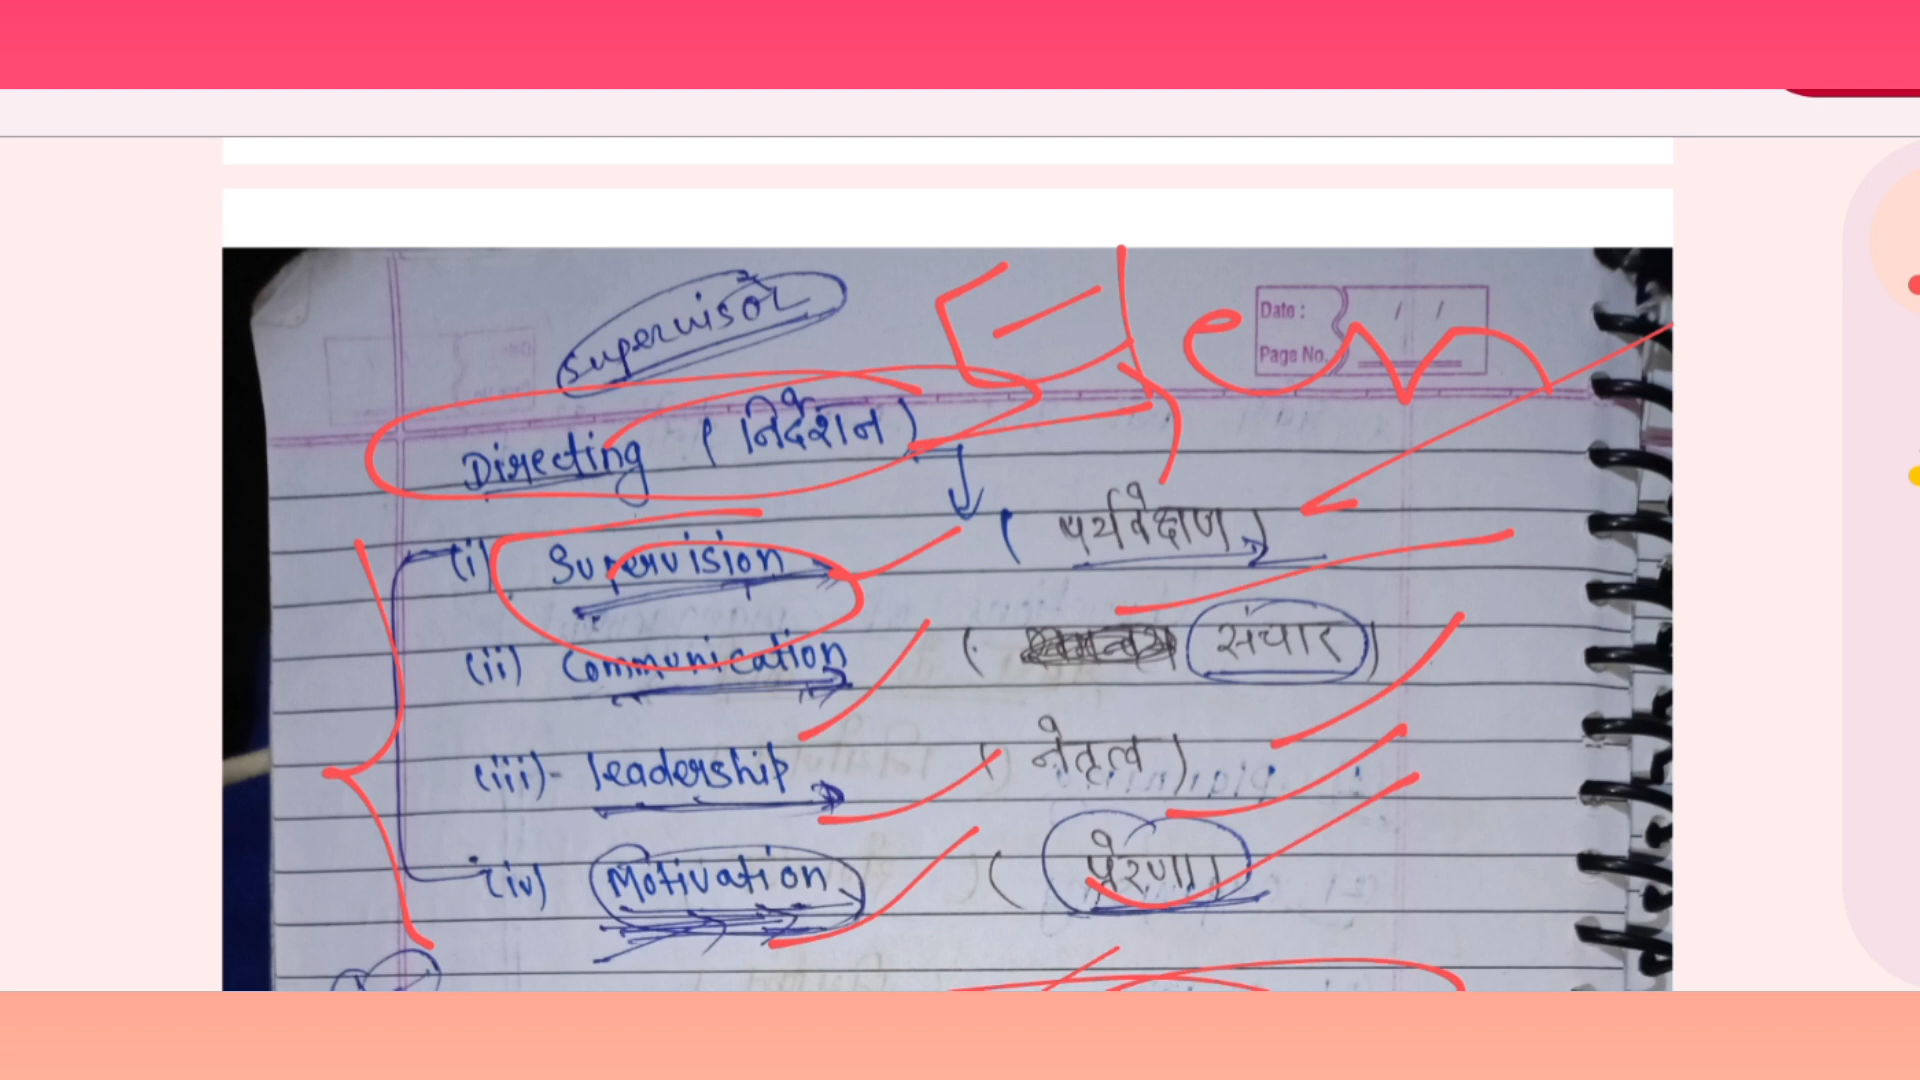 Supervisor
Date : / /
Page No.
Directing ( निर्देशन )
(i) Supervision ( पर्यवेक्षण )
(ii) Communication ( संचार )
(iii)- leadership ( नेतृत्व )
(iv) Motivation ( प्रेरणा )